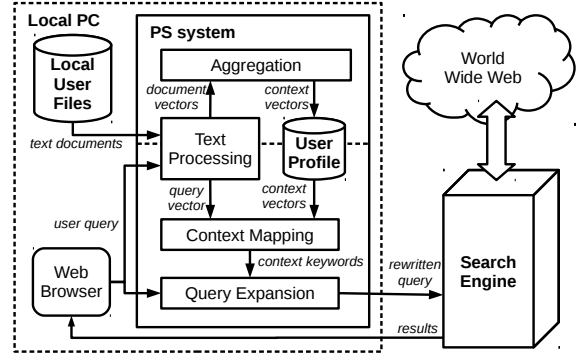 Local PC
PS system
World
Wide Web
Local
User
Files
Aggregation
document
vectors
context
vectors
text documents
Text
Processing
User
Profile
query
vector
context
vectors
user query
Context Mapping
context keywords
Web
Browser
Query Expansion
rewritten
query
Search
Engine
results